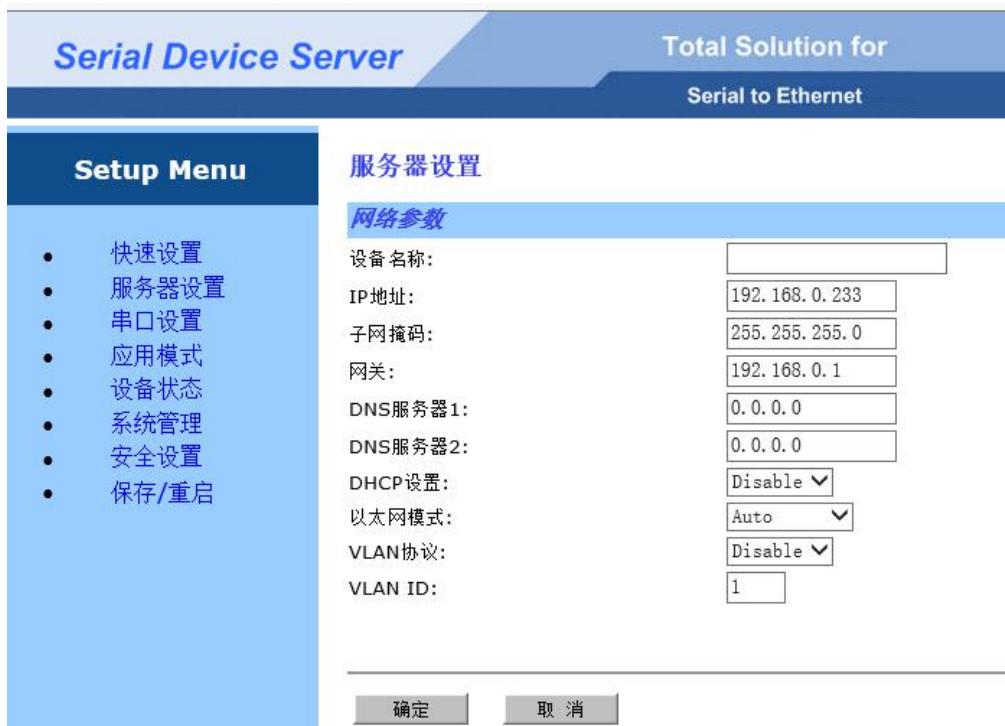 Serial Device Server
Total Solution for
Serial to Ethernet
Setup Menu
快速设置
服务器设置
串口设置
应用模式
设备状态
系统管理
安全设置
保存/重启
服务器设置
网络参数
设备名称:
IP地址: 192.168.0.233
子网掩码: 255.255.255.0
网关: 192.168.0.1
DNS服务器1: 0.0.0.0
DNS服务器2: 0.0.0.0
DHCP设置: Disable
以太网模式: Auto
VLAN协议: Disable
VLAN ID: 1
确定 取 消